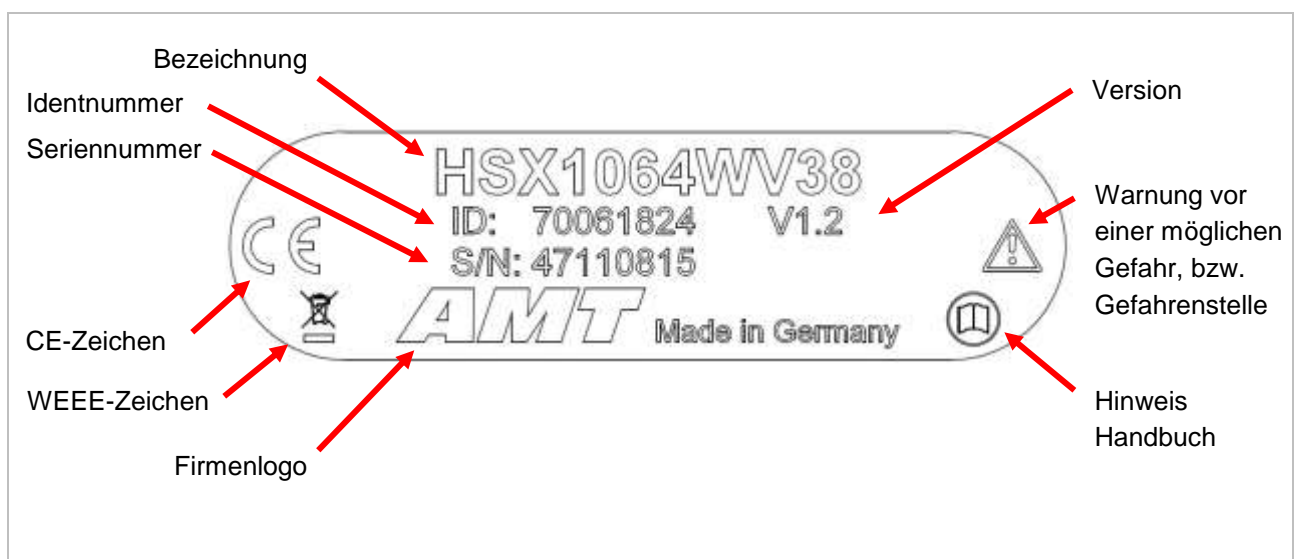 Bezeichnung
Identnummer
Seriennummer
Version
HSX1064WV38
ID: 70061824 V1.2
S/N: 47110815
CE
AMT Made in Germany
Warnung vor
einer möglichen
Gefahr, bzw.
Gefahrenstelle
CE-Zeichen
WEEE-Zeichen
Firmenlogo
Hinweis
Handbuch